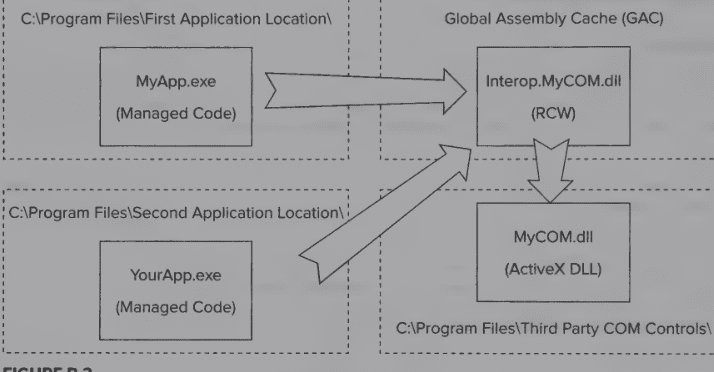 C:\Program Files\First Application Location\
MyApp.exe
(Managed Code)
Global Assembly Cache (GAC)
Interop.MyCOM.dll
(RCW)
C:\Program Files\Second Application Location\
YourApp.exe
(Managed Code)
MyCOM.dll
(ActiveX DLL)
C:\Program Files\Third Party COM Controls\